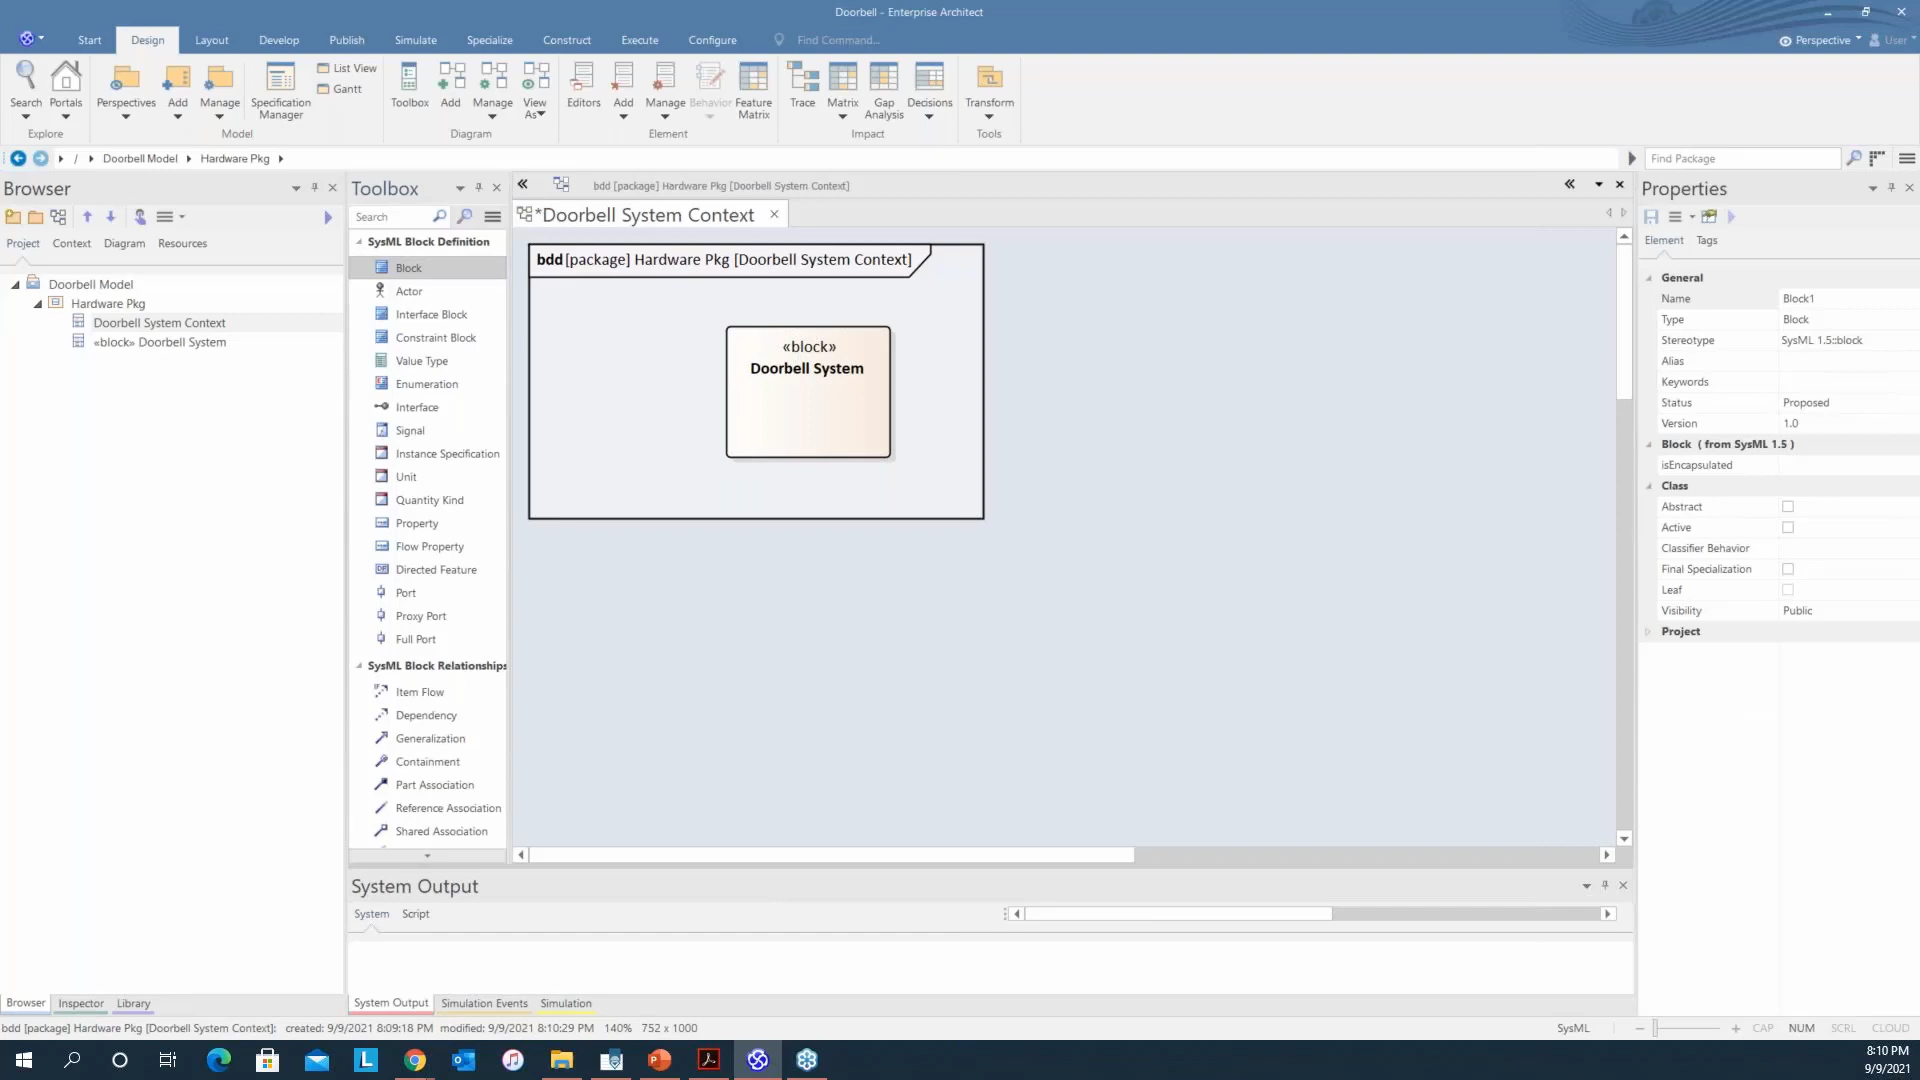 Doorbell - Enterprise Architect
Start Design Layout Develop Publish Simulate Specialize Construct Execute Configure Find Command... Perspective User
Search Portals Perspectives Add Manage Specification Manager List View Gantt Toolbox Add Manage View As Editors Add Manage Behavior Feature Matrix Trace Matrix Gap Analysis Decisions Transform
Explore Model Diagram Element Impact Tools
/ Doorbell Model Hardware Pkg Find Package
Browser
Project Context Diagram Resources
Doorbell Model
Hardware Pkg
Doorbell System Context
«block» Doorbell System
Toolbox
Search
SysML Block Definition
Block
Actor
Interface Block
Constraint Block
Value Type
Enumeration
Interface
Signal
Instance Specification
Unit
Quantity Kind
Property
Flow Property
Directed Feature
Port
Proxy Port
Full Port
SysML Block Relationships
Item Flow
Dependency
Generalization
Containment
Part Association
Reference Association
Shared Association
bdd [package] Hardware Pkg [Doorbell System Context]
*Doorbell System Context
bdd [package] Hardware Pkg [Doorbell System Context]
«block»
Doorbell System
Properties
Element Tags
General
Name Block1
Type Block
Stereotype SysML 1.5::block
Alias
Keywords
Status Proposed
Version 1.0
Block ( from SysML 1.5 )
isEncapsulated
Class
Abstract
Active
Classifier Behavior
Final Specialization
Leaf
Visibility Public
Project
System Output
System Script
Browser Inspector Library System Output Simulation Events Simulation
bdd [package] Hardware Pkg [Doorbell System Context]: created: 9/9/2021 8:09:18 PM modified: 9/9/2021 8:10:29 PM 140% 752 x 1000 SysML CAP NUM SCRL CLOUD
8:10 PM
9/9/2021